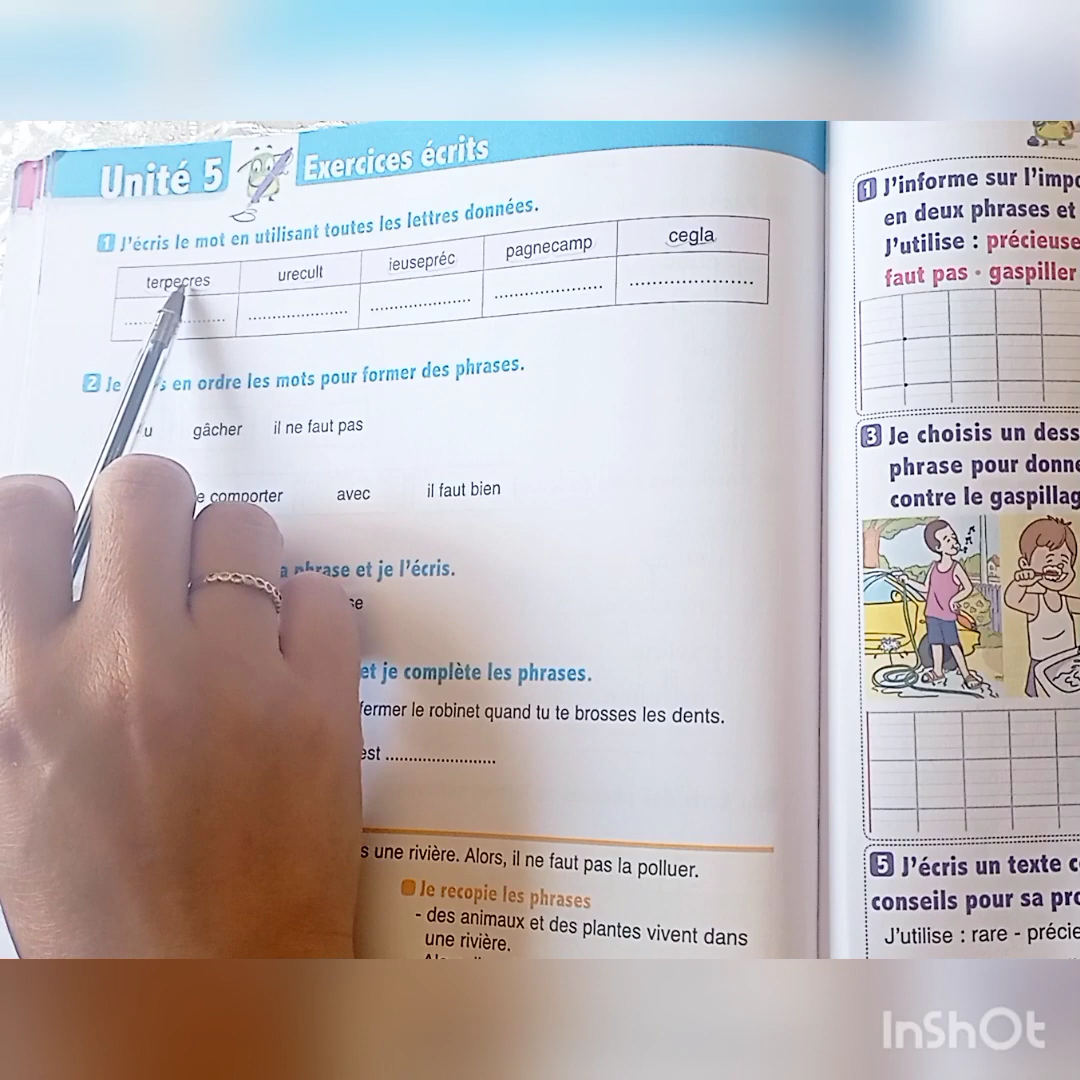 Unité 5
Exercices écrits
1 J'écris le mot en utilisant toutes les lettres données.
terpecres urecult ieusepréc pagnecamp cegla
2 Je en ordre les mots pour former des phrases.
gâcher il ne faut pas
comporter avec il faut bien
phrase et je l'écris.
et je complète les phrases.
fermer le robinet quand tu te brosses les dents.
est ........................
une rivière. Alors, il ne faut pas la polluer.
Je recopie les phrases
- des animaux et des plantes vivent dans
une rivière.
1 J'informe sur l'imp
en deux phrases et
J'utilise : précieuse
faut pas • gaspiller
3 Je choisis un dess
phrase pour donne
contre le gaspillag
5 J'écris un texte c
conseils pour sa pro
J'utilise : rare - précie
InShOt